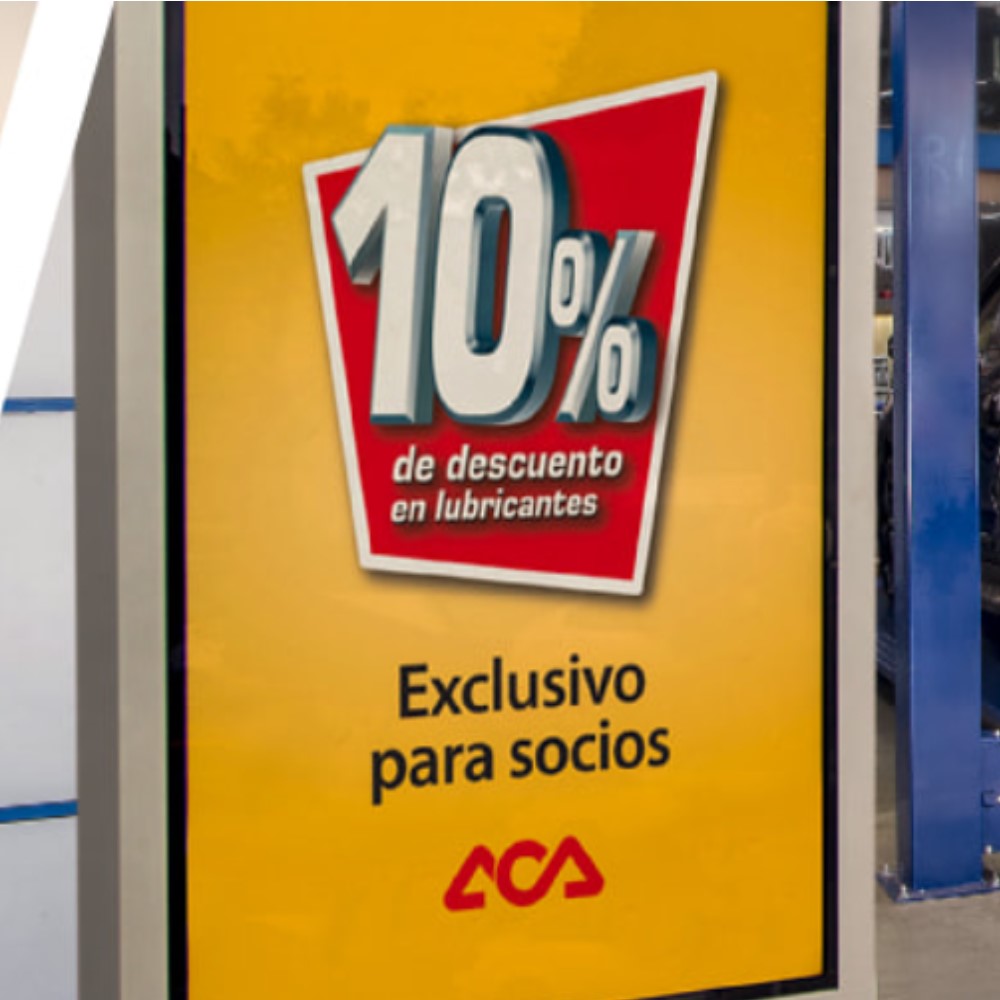 10%
de descuento
en lubricantes
Exclusivo
para socios
ACA